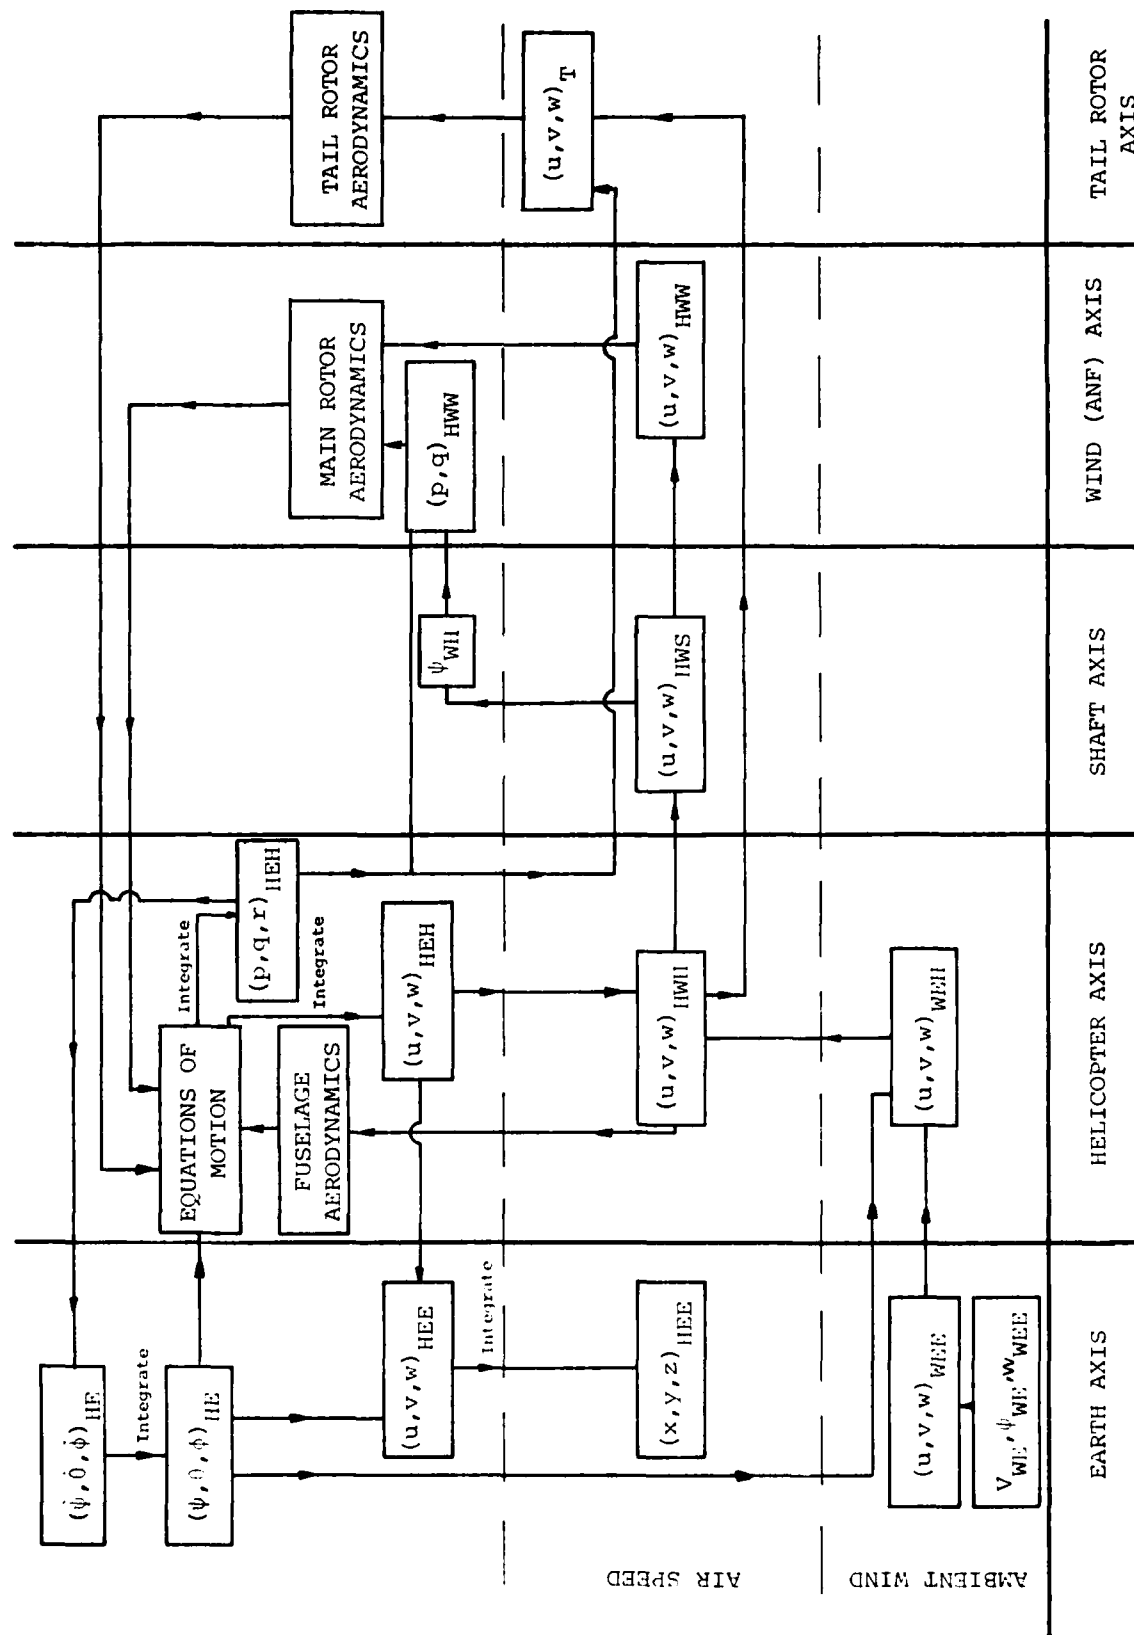 (ψ̇,θ̇,φ̇)HE
Integrate
(ψ,θ,φ)HE
(u,v,w)HEE
Integrate
(x,y,z)HEE
(u,v,w)WEE
VWE,ψWE,wWEE
EARTH AXIS
EQUATIONS OF
MOTION
Integrate
(p,q,r)HEH
Integrate
FUSELAGE
AERODYNAMICS
(u,v,w)HEH
(u,v,w)HWH
(u,v,w)WEH
HELICOPTER AXIS
ψWH
(u,v,w)HWS
SHAFT AXIS
MAIN ROTOR
AERODYNAMICS
(p,q)HWW
(u,v,w)HWW
WIND (ANF) AXIS
TAIL ROTOR
AERODYNAMICS
(u,v,w)T
TAIL ROTOR
AXIS
AIR SPEED
AMBIENT WIND